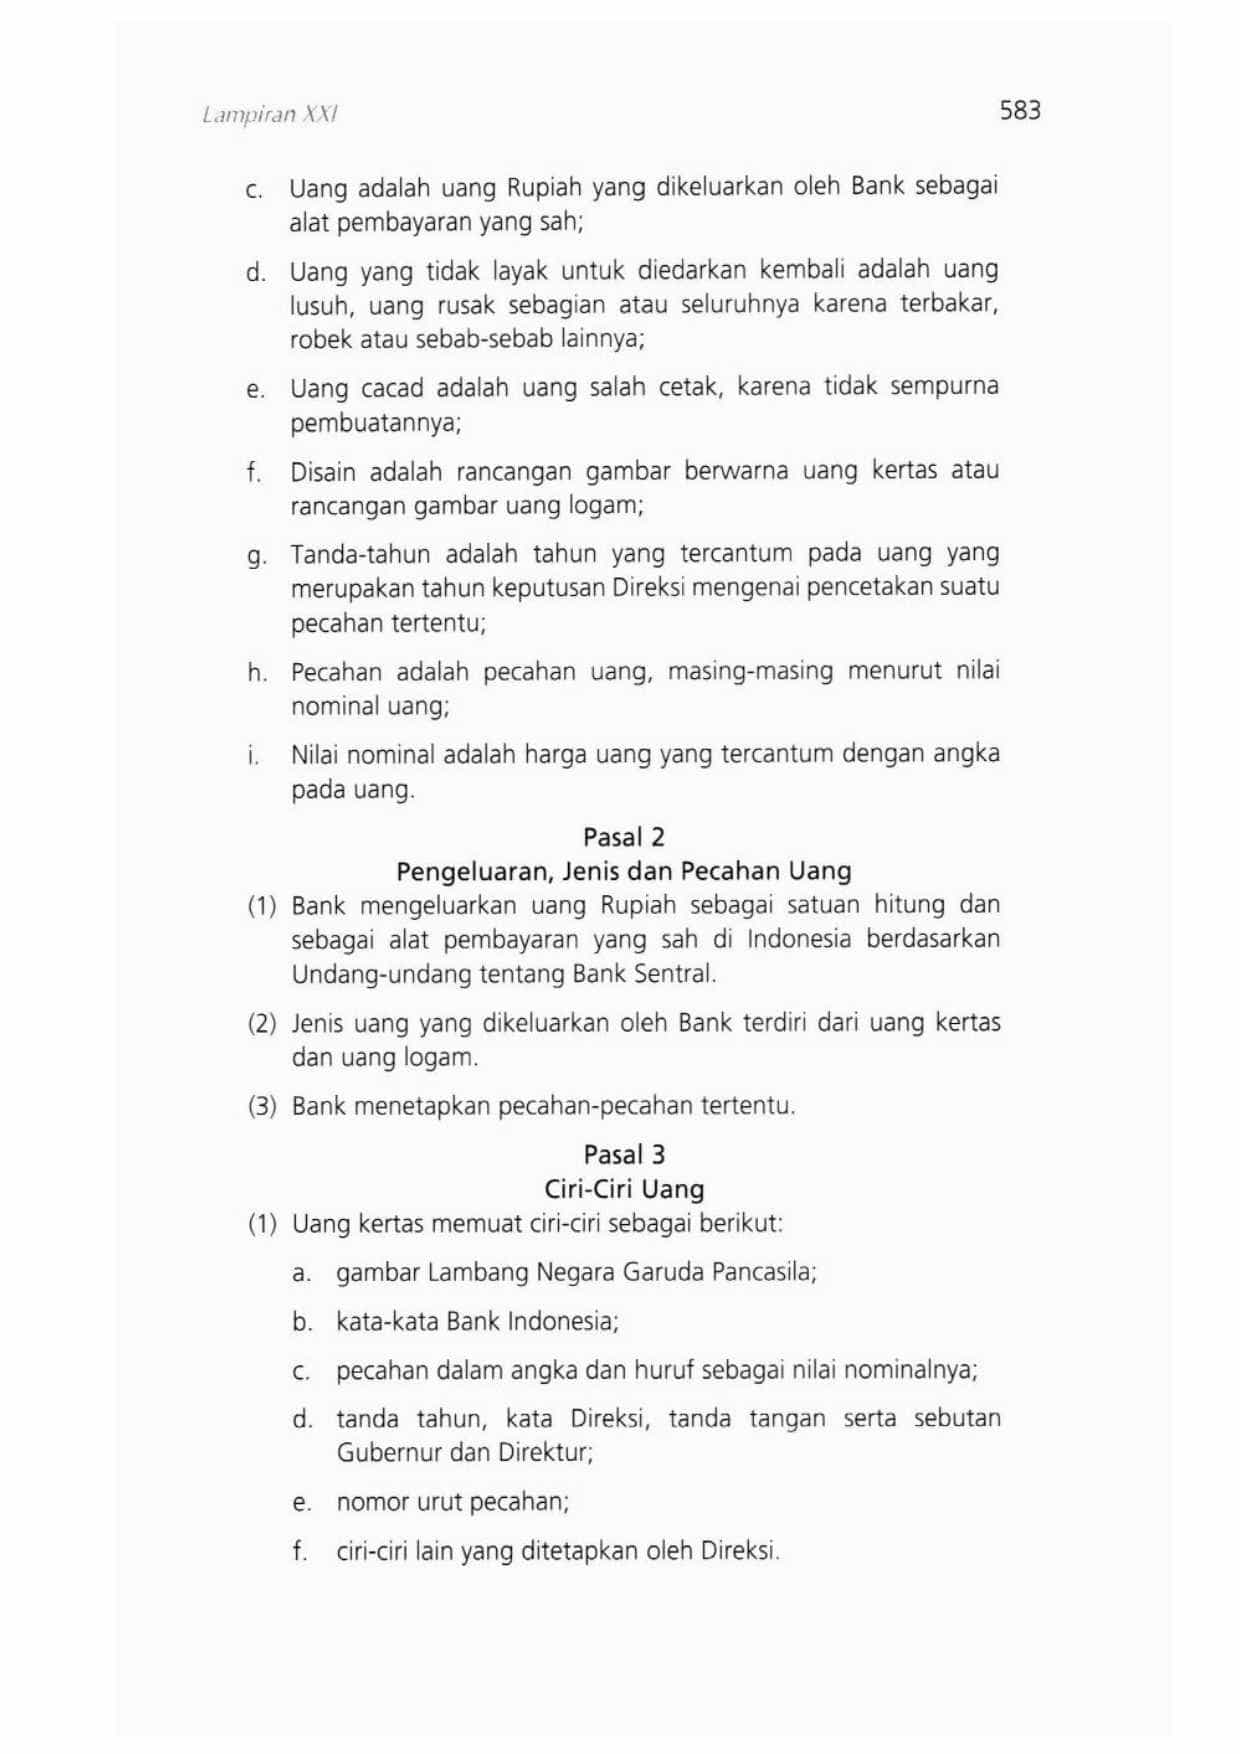 Lampiran XXI 583
c. Uang adalah uang Rupiah yang dikeluarkan oleh Bank sebagai
alat pembayaran yang sah;
d. Uang yang tidak layak untuk diedarkan kembali adalah uang
lusuh, uang rusak sebagian atau seluruhnya karena terbakar,
robek atau sebab-sebab lainnya;
e. Uang cacad adalah uang salah cetak, karena tidak sempurna
pembuatannya;
f. Disain adalah rancangan gambar berwarna uang kertas atau
rancangan gambar uang logam;
g. Tanda-tahun adalah tahun yang tercantum pada uang yang
merupakan tahun keputusan Direksi mengenai pencetakan suatu
pecahan tertentu;
h. Pecahan adalah pecahan uang, masing-masing menurut nilai
nominal uang;
i. Nilai nominal adalah harga uang yang tercantum dengan angka
pada uang.
Pasal 2
Pengeluaran, Jenis dan Pecahan Uang
(1) Bank mengeluarkan uang Rupiah sebagai satuan hitung dan
sebagai alat pembayaran yang sah di Indonesia berdasarkan
Undang-undang tentang Bank Sentral.
(2) Jenis uang yang dikeluarkan oleh Bank terdiri dari uang kertas
dan uang logam.
(3) Bank menetapkan pecahan-pecahan tertentu.
Pasal 3
Ciri-Ciri Uang
(1) Uang kertas memuat ciri-ciri sebagai berikut:
a. gambar Lambang Negara Garuda Pancasila;
b. kata-kata Bank Indonesia;
c. pecahan dalam angka dan huruf sebagai nilai nominalnya;
d. tanda tahun, kata Direksi, tanda tangan serta sebutan
Gubernur dan Direktur;
e. nomor urut pecahan;
f. ciri-ciri lain yang ditetapkan oleh Direksi.